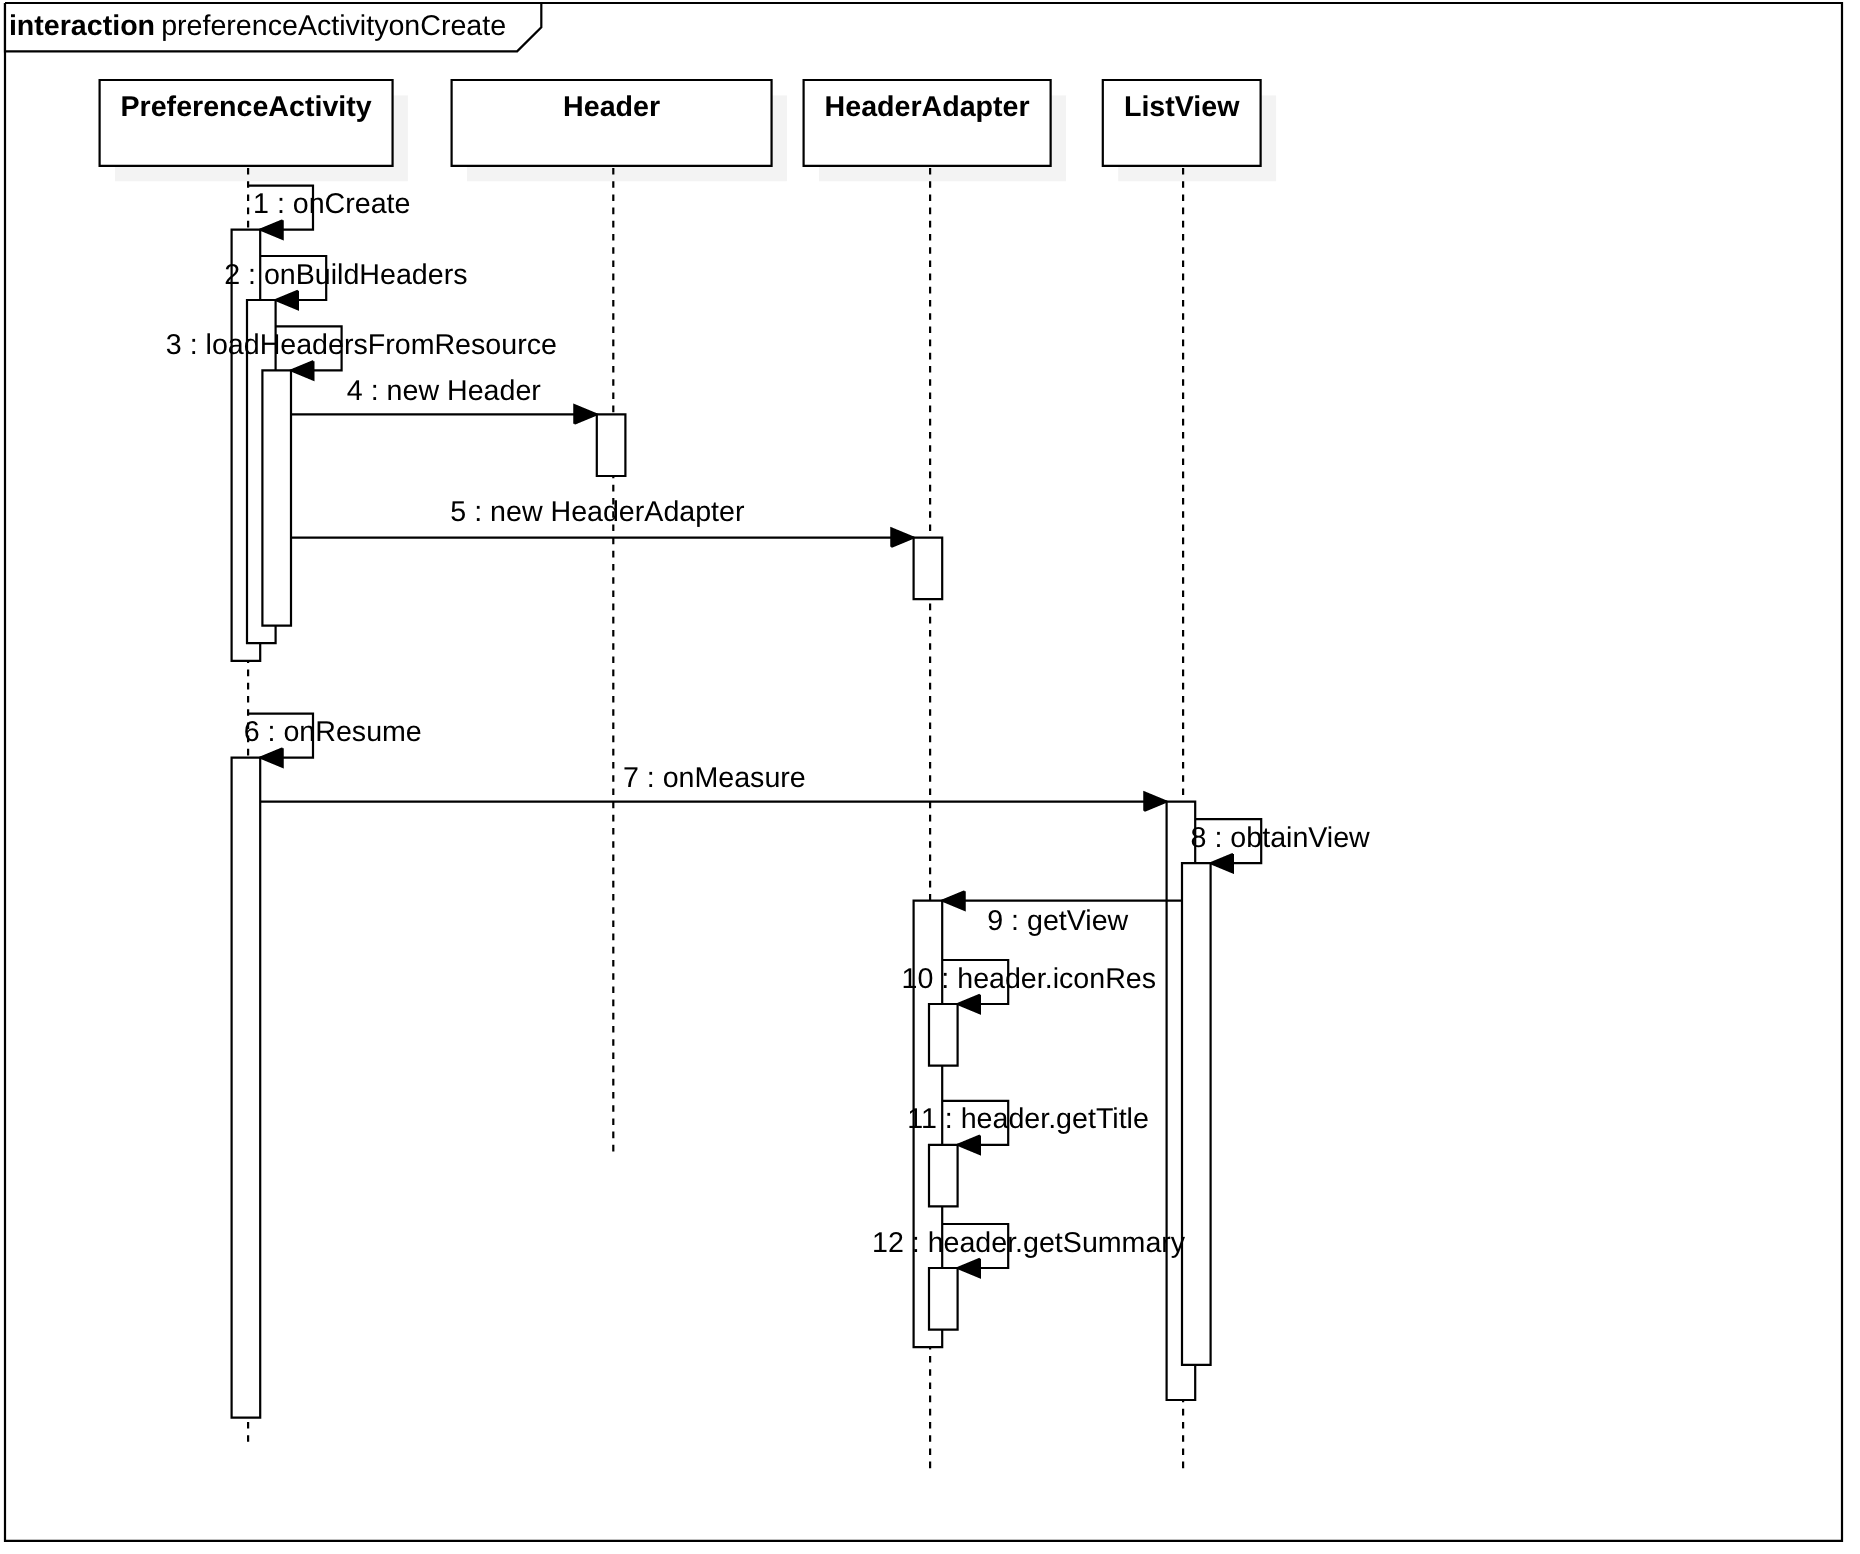 interaction preferenceActivityonCreate
PreferenceActivity
Header
HeaderAdapter
ListView
1 : onCreate
2 : onBuildHeaders
3 : loadHeadersFromResource
4 : new Header
5 : new HeaderAdapter
6 : onResume
7 : onMeasure
8 : obtainView
9 : getView
10 : header.iconRes
11 : header.getTitle
12 : header.getSummary